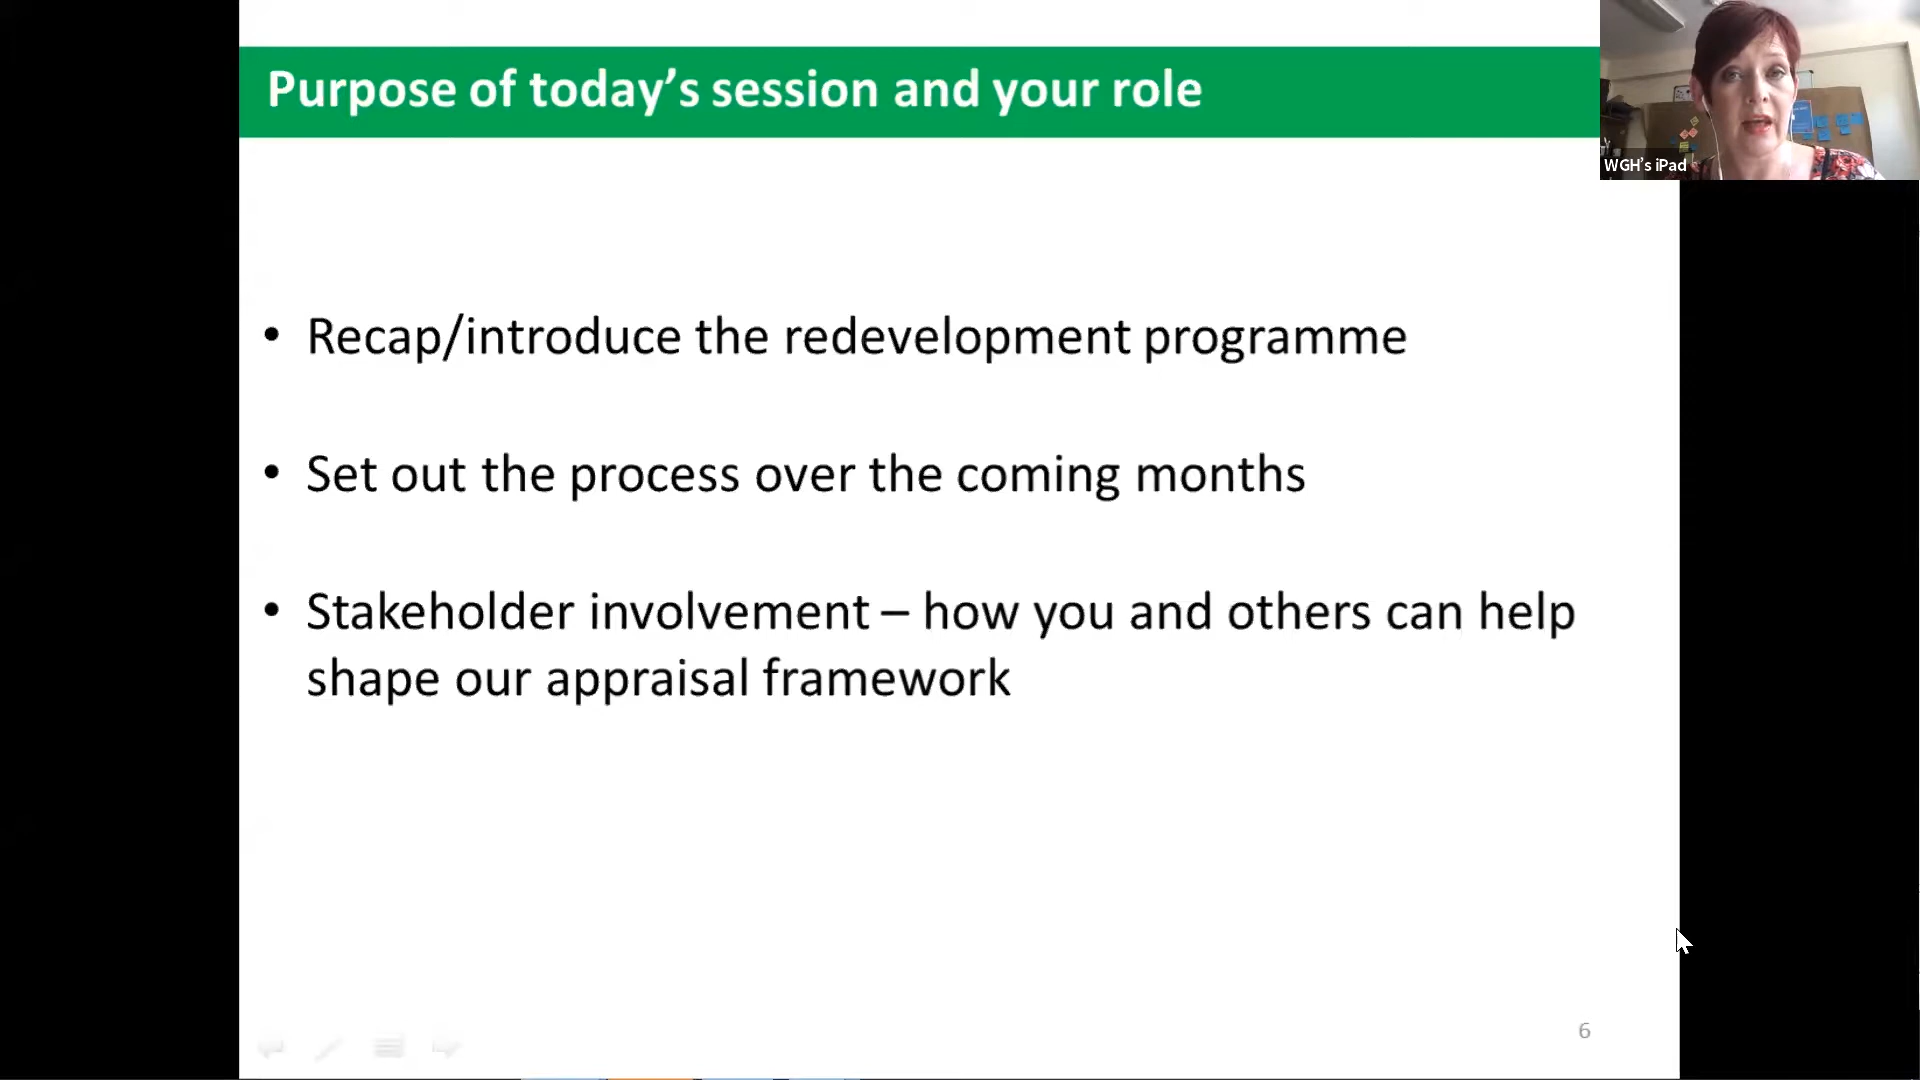 Purpose of today's session and your role
WGH's iPad
• Recap/introduce the redevelopment programme
• Set out the process over the coming months
• Stakeholder involvement – how you and others can help
shape our appraisal framework
6